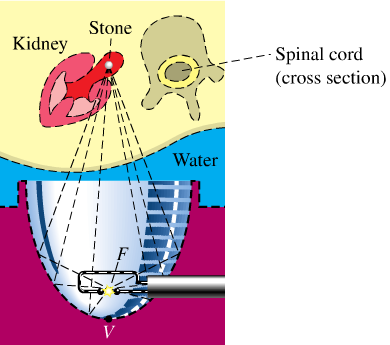 Stone
Kidney
Spinal cord
(cross section)
Water
F
V